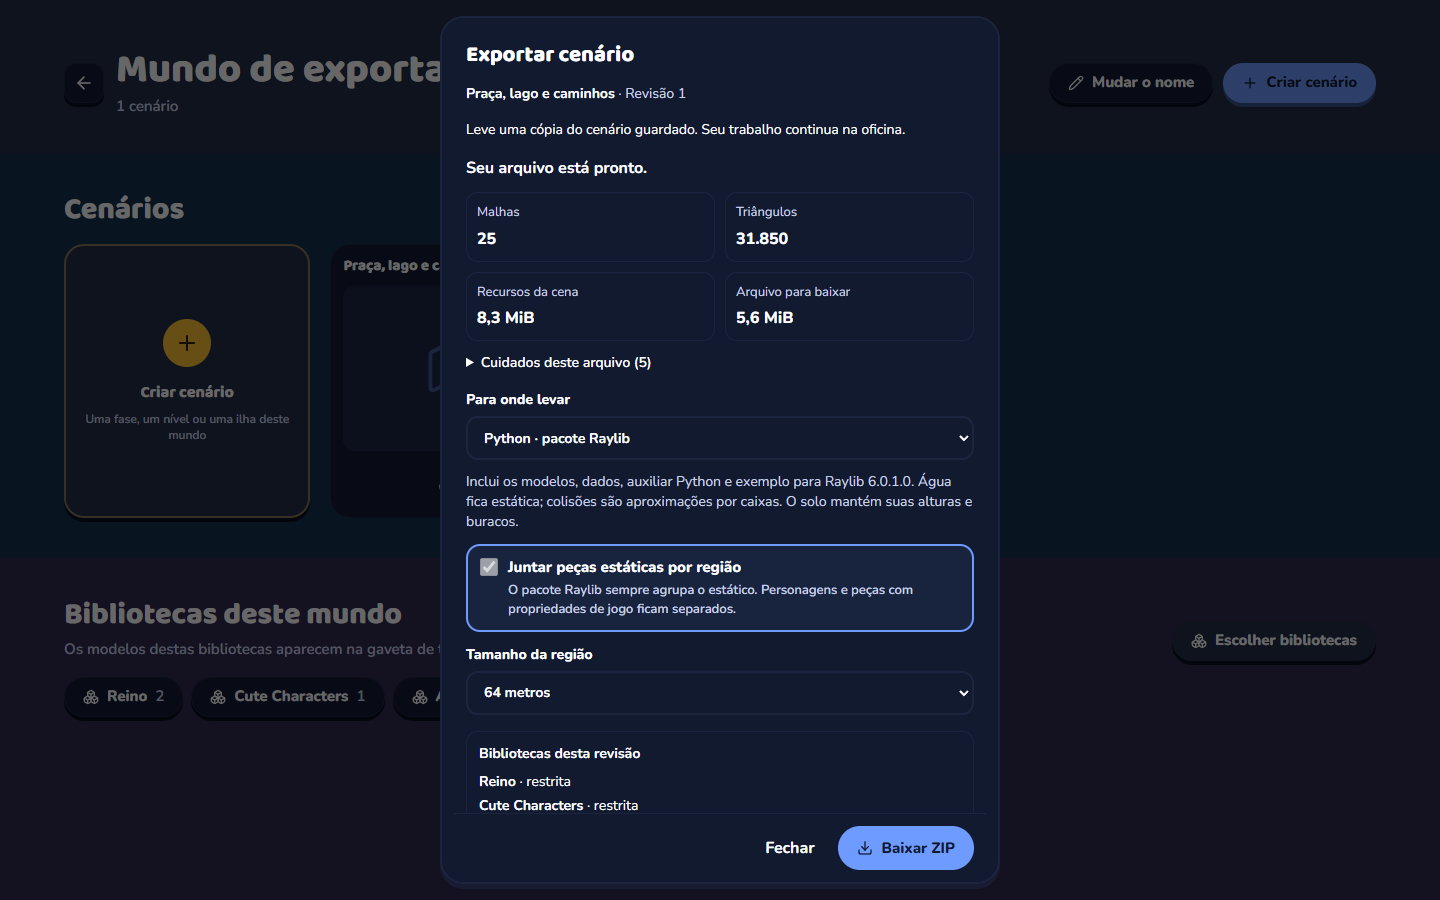 Mundo de exporta
1 cenário
Mudar o nome
Criar cenário
Cenários
Criar cenário
Uma fase, um nível ou uma ilha deste
mundo
Praça, lago e c
Bibliotecas deste mundo
Os modelos destas bibliotecas aparecem na gaveta de
Reino 2
Cute Characters 1
Escolher bibliotecas
Exportar cenário
Praça, lago e caminhos · Revisão 1
Leve uma cópia do cenário guardado. Seu trabalho continua na oficina.
Seu arquivo está pronto.
Malhas
25
Triângulos
31.850
Recursos da cena
8,3 MiB
Arquivo para baixar
5,6 MiB
Cuidados deste arquivo (5)
Para onde levar
Python · pacote Raylib
Inclui os modelos, dados, auxiliar Python e exemplo para Raylib 6.0.1.0. Água
fica estática; colisões são aproximações por caixas. O solo mantém suas alturas e
buracos.
Juntar peças estáticas por região
O pacote Raylib sempre agrupa o estático. Personagens e peças com
propriedades de jogo ficam separados.
Tamanho da região
64 metros
Bibliotecas desta revisão
Reino · restrita
Cute Characters · restrita
Fechar
Baixar ZIP